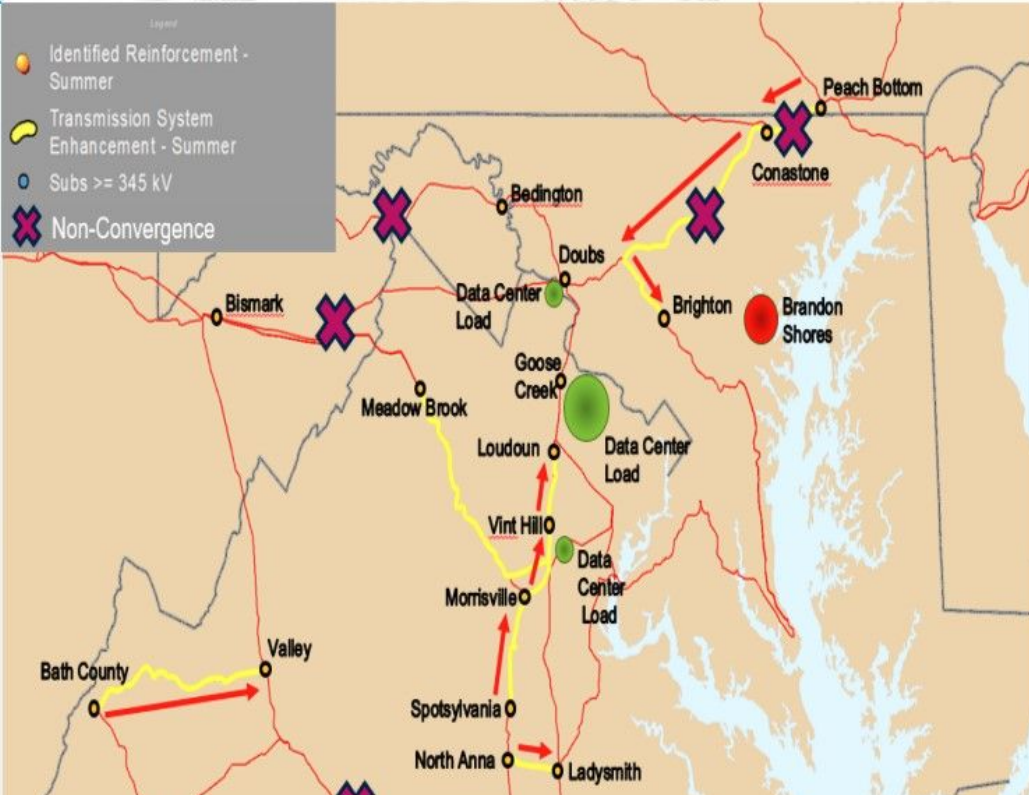 Legend
Identified Reinforcement -
Summer
Transmission System
Enhancement - Summer
Subs >= 345 kV
Non-Convergence
Peach Bottom
Conastone
Bedington
Doubs
Data Center
Load
Bismark
Brighton
Brandon
Shores
Goose
Creek
Meadow Brook
Data Center
Load
Loudoun
Vint Hill
Data
Center
Load
Morrisville
Valley
Bath County
Spotsylvania
North Anna
Ladysmith